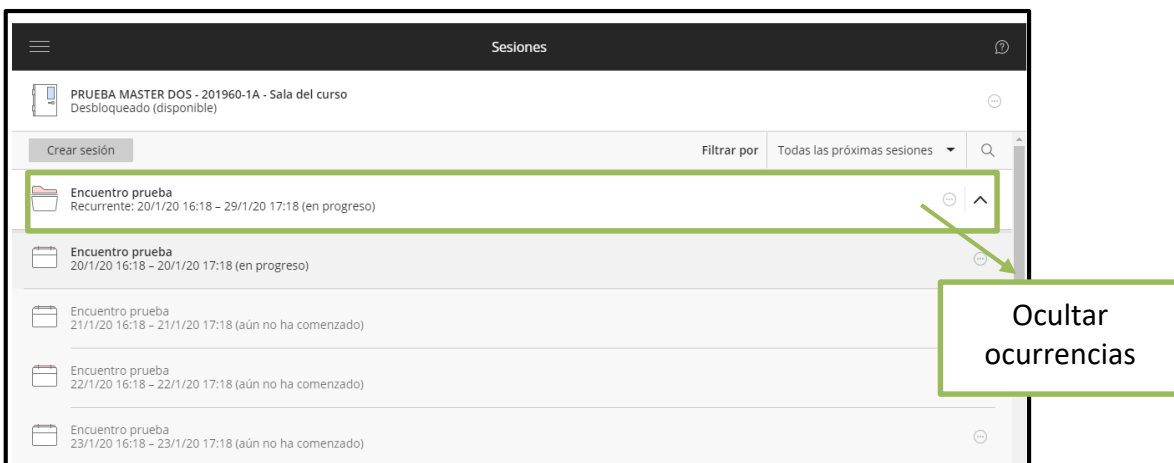 Sesiones
PRUEBA MASTER DOS - 201960-1A - Sala del curso
Desbloqueado (disponible)
Crear sesión
Filtrar por
Todas las próximas sesiones
Encuentro prueba
Recurrente: 20/1/20 16:18 – 29/1/20 17:18 (en progreso)
Encuentro prueba
20/1/20 16:18 – 20/1/20 17:18 (en progreso)
Encuentro prueba
21/1/20 16:18 – 21/1/20 17:18 (aún no ha comenzado)
Encuentro prueba
22/1/20 16:18 – 22/1/20 17:18 (aún no ha comenzado)
Encuentro prueba
23/1/20 16:18 – 23/1/20 17:18 (aún no ha comenzado)
Ocultar
ocurrencias